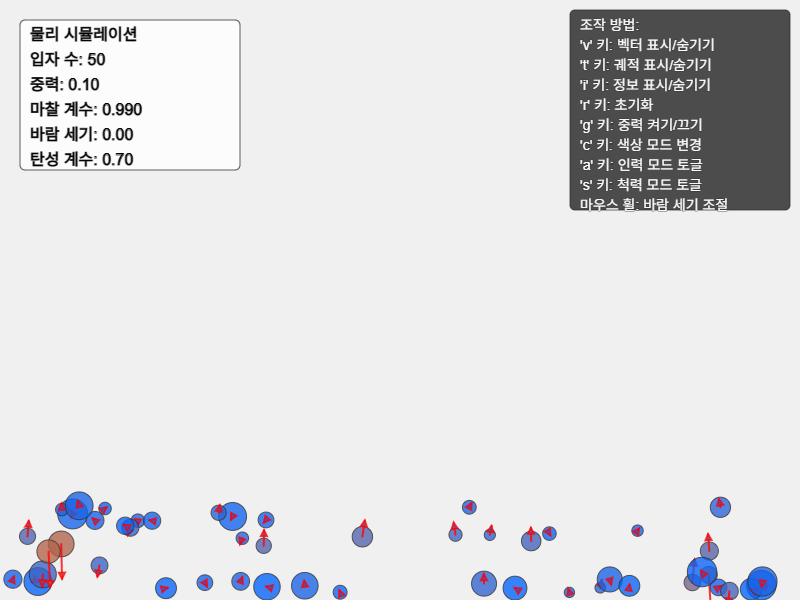 물리 시뮬레이션
입자 수: 50
중력: 0.10
마찰 계수: 0.990
바람 세기: 0.00
탄성 계수: 0.70
조작 방법:
'v' 키: 벡터 표시/숨기기
't' 키: 궤적 표시/숨기기
'i' 키: 정보 표시/숨기기
'r' 키: 초기화
'g' 키: 중력 켜기/끄기
'c' 키: 색상 모드 변경
'a' 키: 인력 모드 토글
's' 키: 척력 모드 토글
마우스 휠: 바람 세기 조절